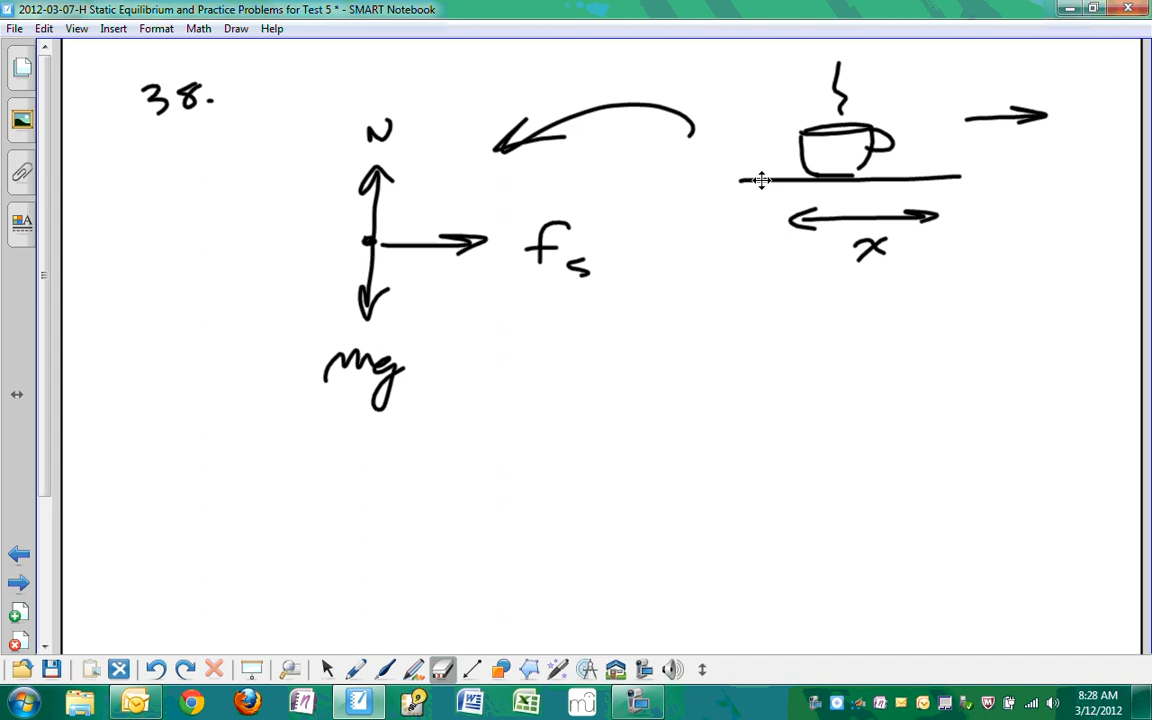 2012-03-07-H Static Equilibrium and Practice Problems for Test 5 * - SMART Notebook
File Edit View Insert Format Math Draw Help
38.
N
f s
x
mg
8:28 AM
3/12/2012